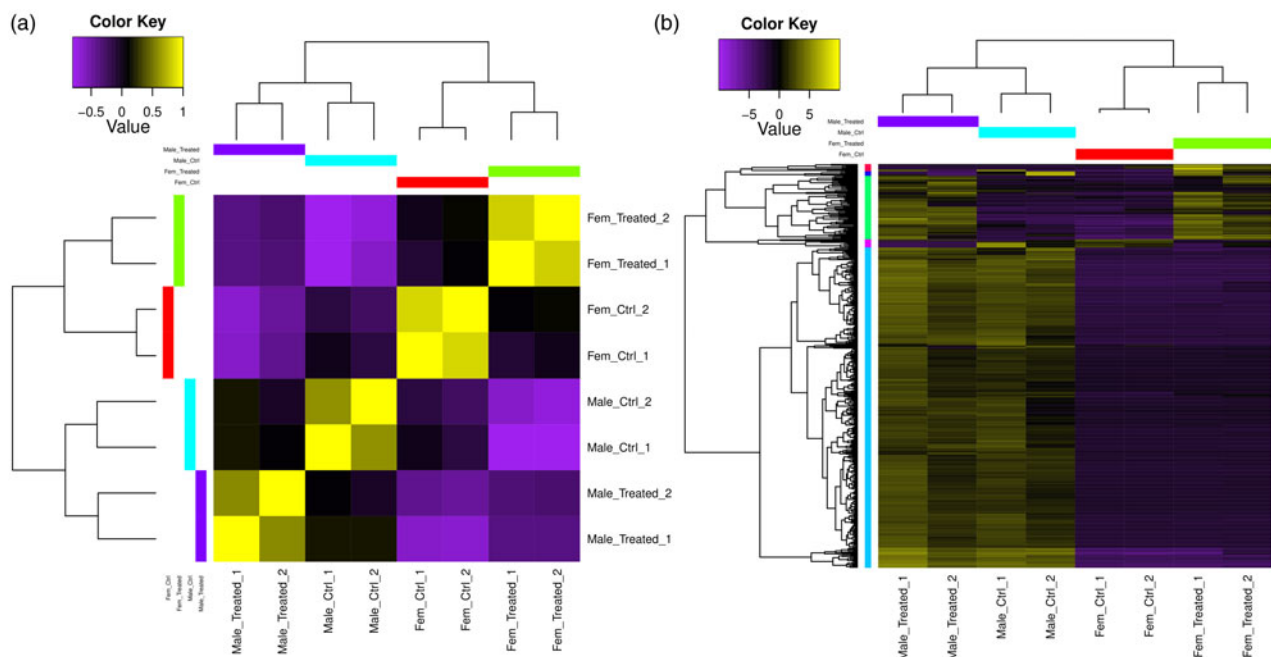 (a)
Color Key
−0.5 0 0.5 1
Value
Male_Treated
Male_Ctrl
Fem_Treated
Fem_Ctrl
Fem_Treated_2
Fem_Treated_1
Fem_Ctrl_2
Fem_Ctrl_1
Male_Ctrl_2
Male_Ctrl_1
Male_Treated_2
Male_Treated_1
Fem_Ctrl
Fem_Treated
Male_Ctrl
Male_Treated
Male_Treated_1
Male_Treated_2
Male_Ctrl_1
Male_Ctrl_2
Fem_Ctrl_1
Fem_Ctrl_2
Fem_Treated_1
Fem_Treated_2
(b)
Color Key
−5 0 5
Value
Male_Treated
Male_Ctrl
Fem_Treated
Fem_Ctrl
Male_Treated_1
Male_Treated_2
Male_Ctrl_1
Male_Ctrl_2
Fem_Ctrl_1
Fem_Ctrl_2
Fem_Treated_1
Fem_Treated_2